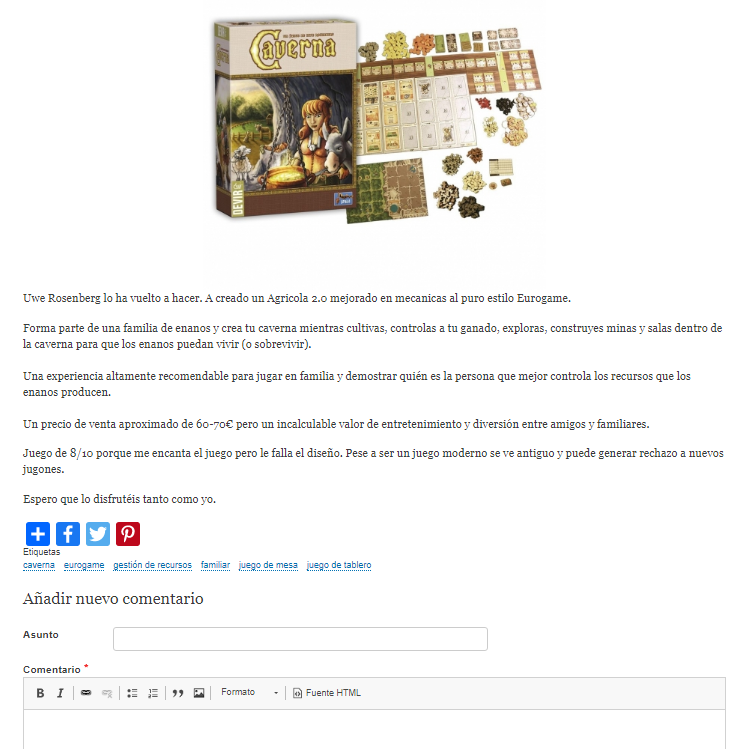 Caverna
DEVIR
Uwe Rosenberg lo ha vuelto a hacer. A creado un Agricola 2.0 mejorado en mecanicas al puro estilo Eurogame.
Forma parte de una familia de enanos y crea tu caverna mientras cultivas, controlas a tu ganado, exploras, construyes minas y salas dentro de
la caverna para que los enanos puedan vivir (o sobrevivir).
Una experiencia altamente recomendable para jugar en familia y demostrar quién es la persona que mejor controla los recursos que los
enanos producen.
Un precio de venta aproximado de 60-70€ pero un incalculable valor de entretenimiento y diversión entre amigos y familiares.
Juego de 8/10 porque me encanta el juego pero le falla el diseño. Pese a ser un juego moderno se ve antiguo y puede generar rechazo a nuevos
jugones.
Espero que lo disfrutéis tanto como yo.
Etiquetas
caverna eurogame gestión de recursos familiar juego de mesa juego de tablero
Añadir nuevo comentario
Asunto
Comentario *
B I Formato Fuente HTML